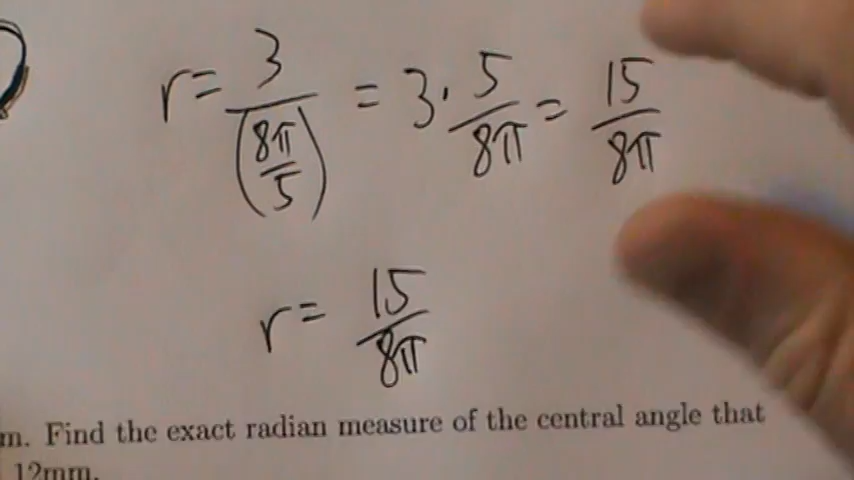 r = 3/(8π/5) = 3 · 5/8π = 15/8π
r = 15/8π
m. Find the exact radian measure of the central angle that
12mm.